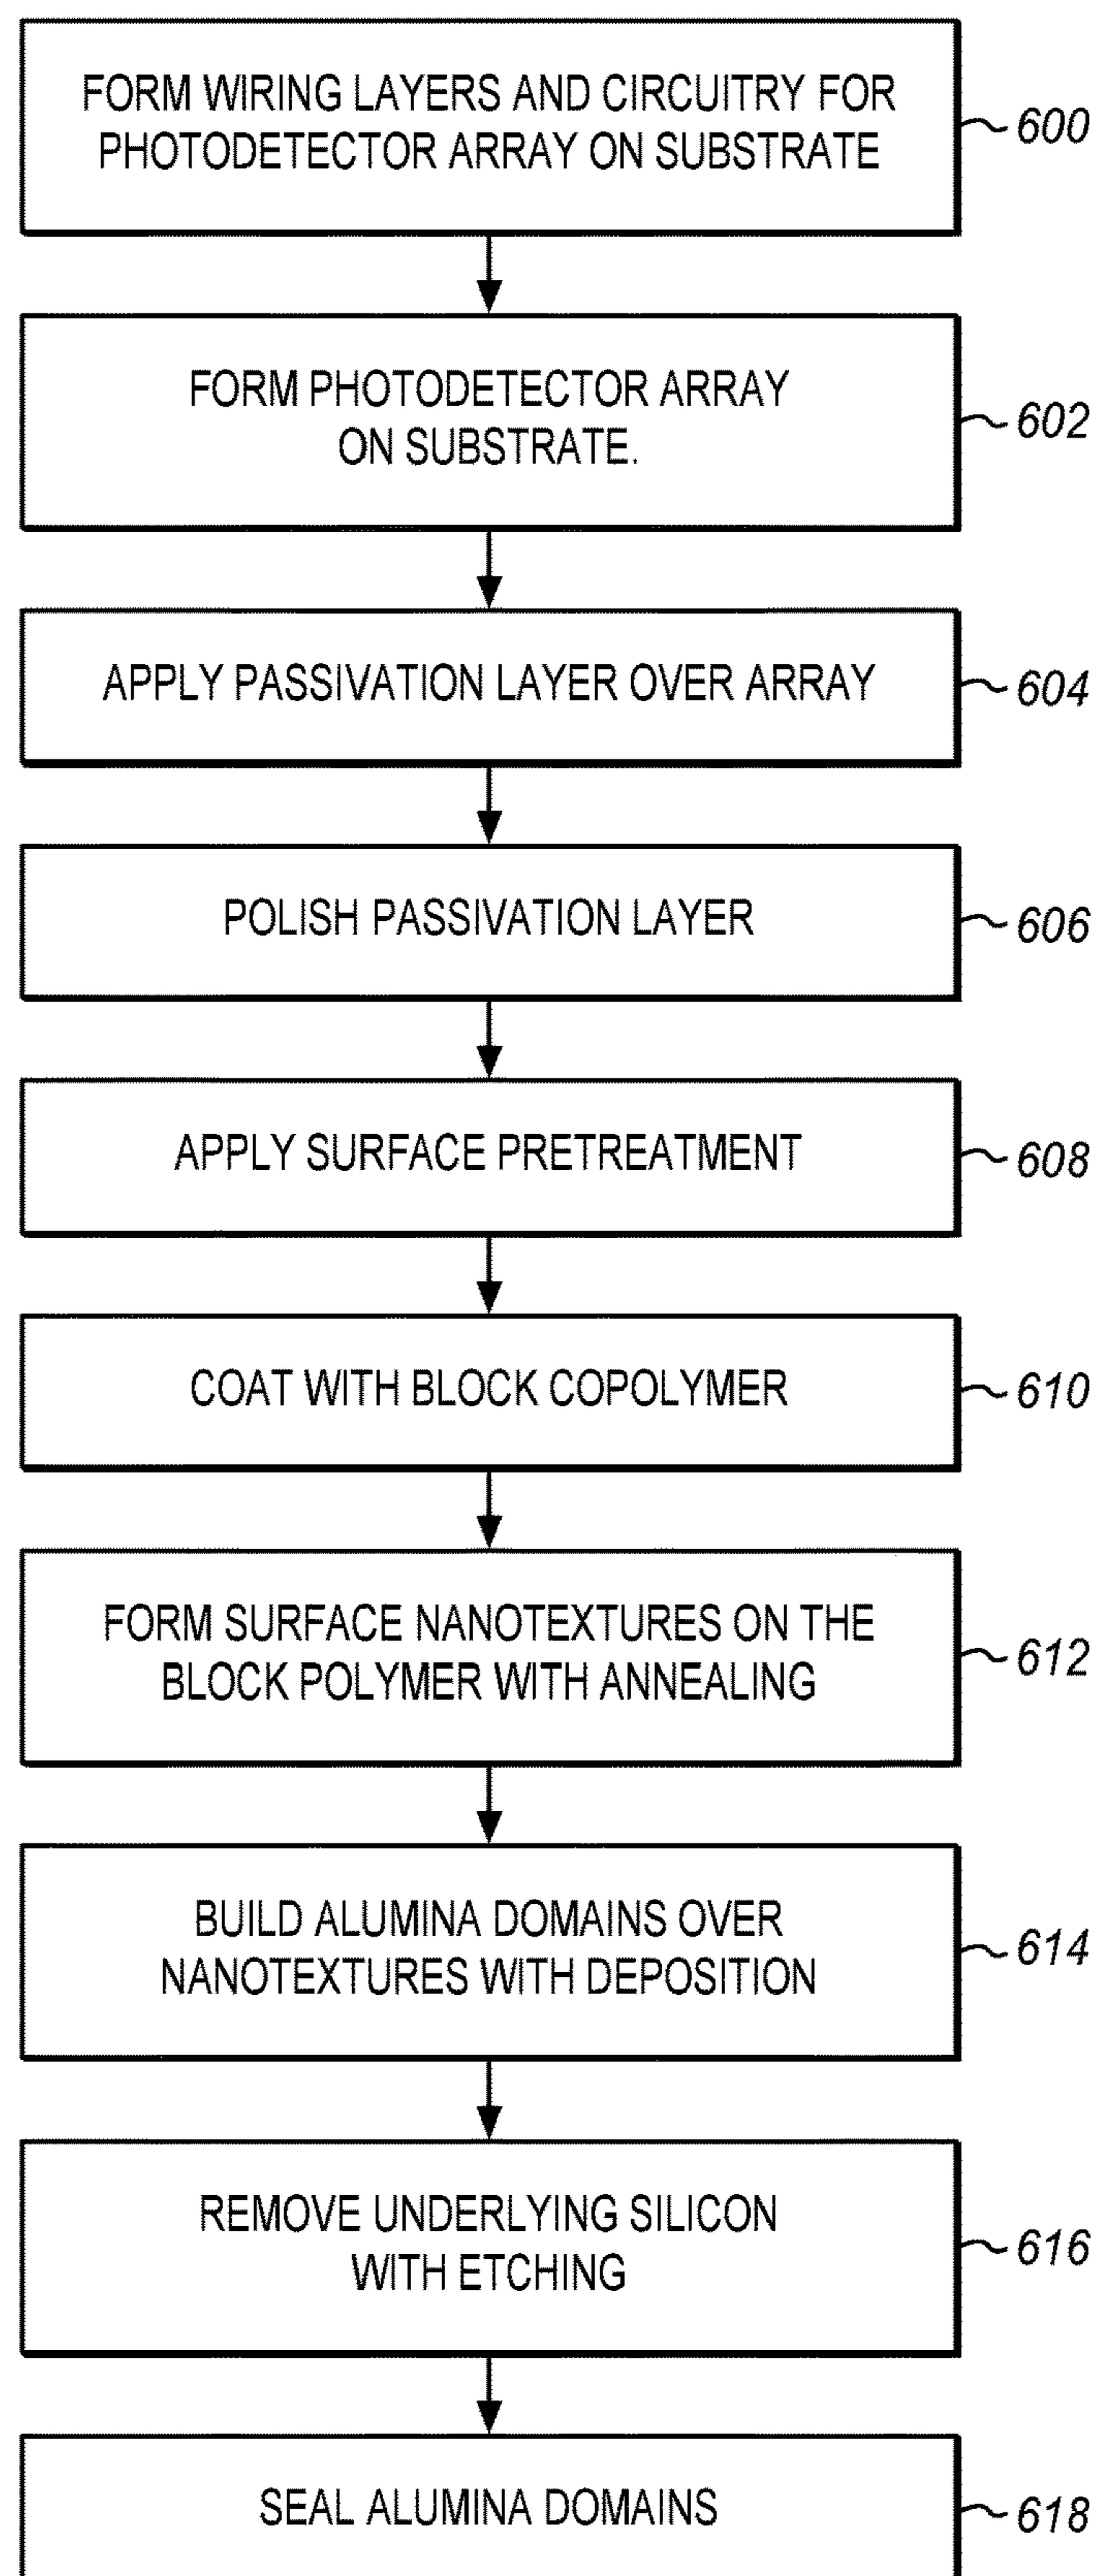 FORM WIRING LAYERS AND CIRCUITRY FOR
PHOTODETECTOR ARRAY ON SUBSTRATE
600
FORM PHOTODETECTOR ARRAY
ON SUBSTRATE.
602
APPLY PASSIVATION LAYER OVER ARRAY
604
POLISH PASSIVATION LAYER
606
APPLY SURFACE PRETREATMENT
608
COAT WITH BLOCK COPOLYMER
610
FORM SURFACE NANOTEXTURES ON THE
BLOCK POLYMER WITH ANNEALING
612
BUILD ALUMINA DOMAINS OVER
NANOTEXTURES WITH DEPOSITION
614
REMOVE UNDERLYING SILICON
WITH ETCHING
616
SEAL ALUMINA DOMAINS
618